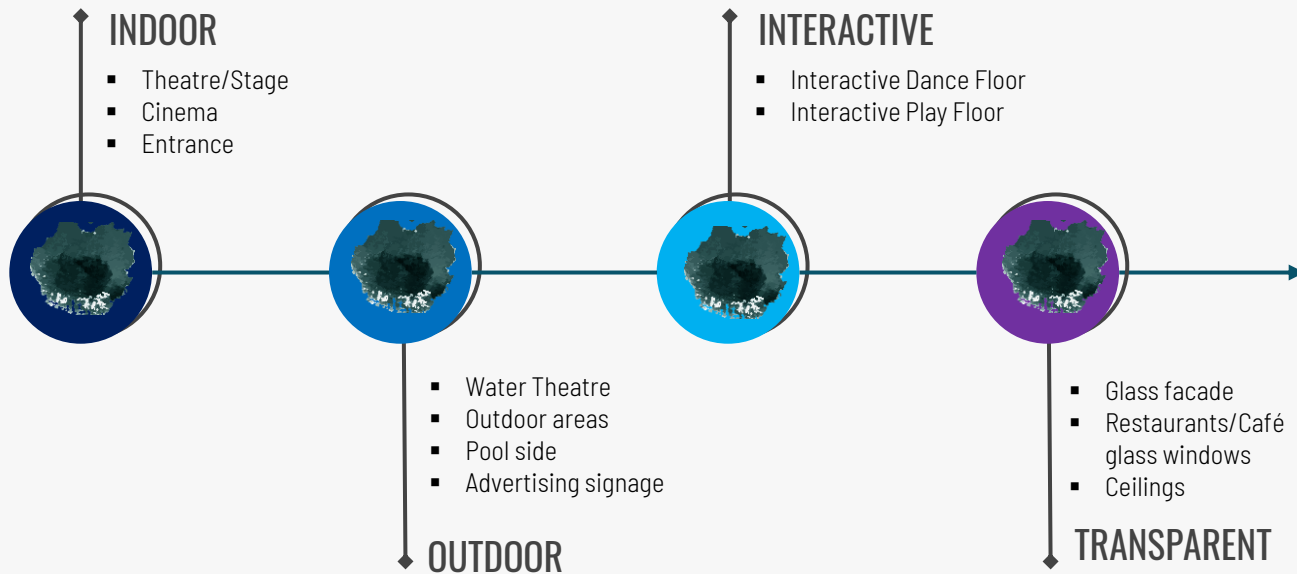 INDOOR
Theatre/Stage
Cinema
Entrance
INTERACTIVE
Interactive Dance Floor
Interactive Play Floor
Water Theatre
Outdoor areas
Pool side
Advertising signage
OUTDOOR
Glass facade
Restaurants/Café
glass windows
Ceilings
TRANSPARENT